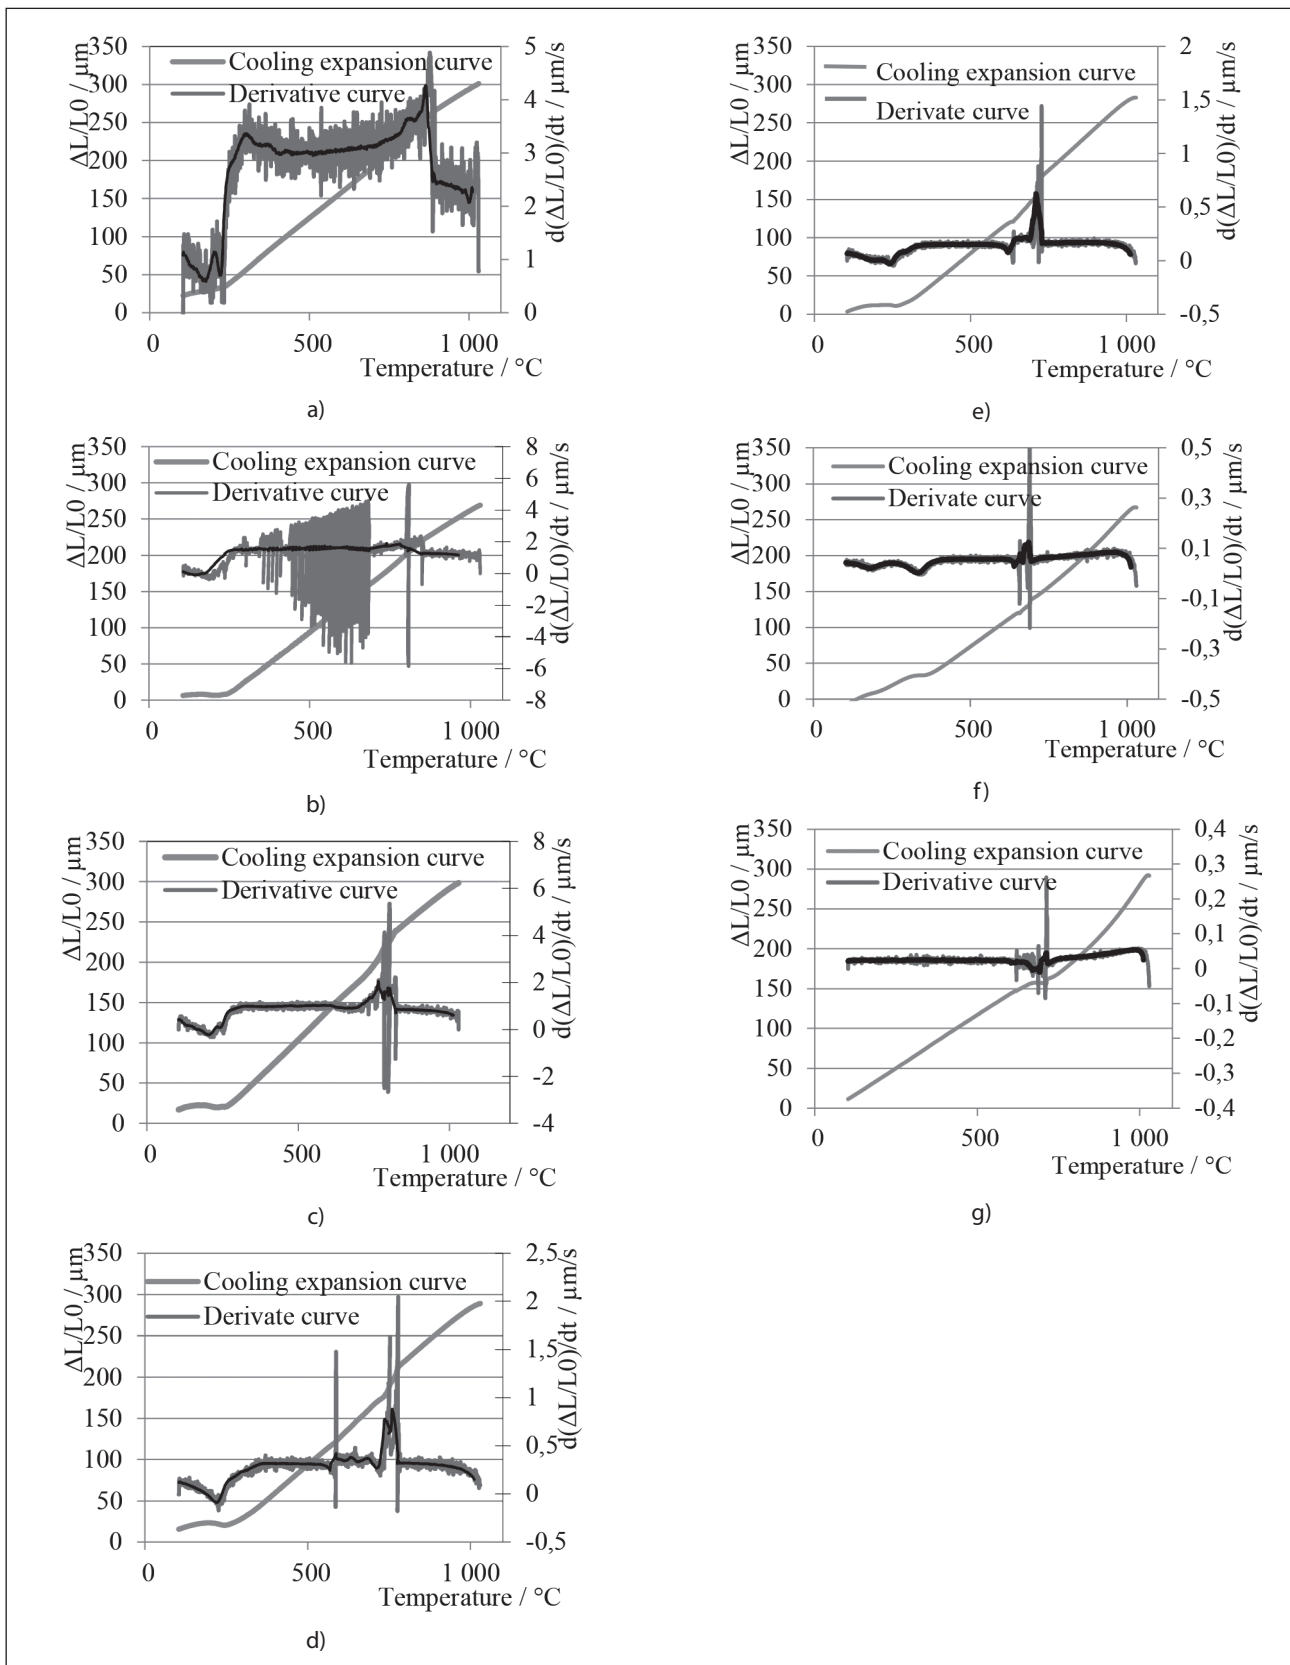 ΔL/L0 / µm
350
300
250
200
150
100
50
0
Cooling expansion curve
Derivative curve
5
4
3
2
1
0
d(ΔL/L0)/dt / µm/s
0 500 1 000
Temperature / °C
a)
ΔL/L0 / µm
350
300
250
200
150
100
50
0
Cooling expansion curve
Derivative curve
8
6
4
2
0
-2
-4
-6
-8
d(ΔL/L0)/dt / µm/s
0 500 1 000
Temperature / °C
b)
ΔL/L0 / µm
350
300
250
200
150
100
50
0
Cooling expansion curve
Derivative curve
8
6
4
2
0
-2
-4
d(ΔL/L0)/dt / µm/s
0 500 1 000
Temperature / °C
c)
ΔL/L0 / µm
350
300
250
200
150
100
50
0
Cooling expansion curve
Derivate curve
2,5
2
1,5
1
0,5
0
-0,5
d(ΔL/L0)/dt / µm/s
0 500 1 000
Temperature / °C
d)
ΔL/L0 / µm
350
300
250
200
150
100
50
0
Cooling expansion curve
Derivate curve
2
1,5
1
0,5
0
-0,5
d(ΔL/L0)/dt / µm/s
0 500 1 000
Temperature / °C
e)
ΔL/L0 / µm
350
300
250
200
150
100
50
0
Cooling expansion curve
Derivate curve
0,5
0,3
0,1
-0,1
-0,3
-0,5
d(ΔL/L0)/dt / µm/s
0 500 1 000
Temperature / °C
f)
ΔL/L0 / µm
350
300
250
200
150
100
50
0
Cooling expansion curve
Derivative curve
0,4
0,3
0,2
0,1
0
-0,1
-0,2
-0,3
-0,4
d(ΔL/L0)/dt / µm/s
0 500 1 000
Temperature / °C
g)